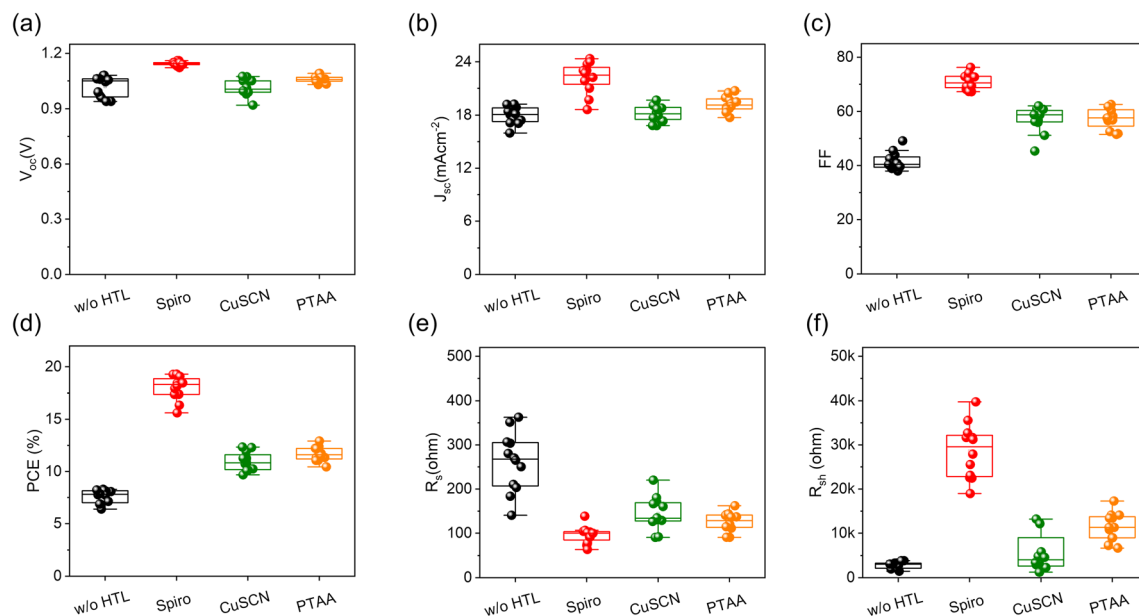 (a)
1.2
0.9
0.6
0.3
0.0
Voc(V)
w/o HTL Spiro CuSCN PTAA
(b)
24
18
12
6
0
Jsc(mAcm-2)
w/o HTL Spiro CuSCN PTAA
(c)
80
60
40
20
0
FF
w/o HTL Spiro CuSCN PTAA
(d)
20
15
10
5
0
PCE (%)
w/o HTL Spiro CuSCN PTAA
(e)
500
400
300
200
100
0
Rs(ohm)
w/o HTL Spiro CuSCN PTAA
(f)
50k
40k
30k
20k
10k
0
Rsh (ohm)
w/o HTL Spiro CuSCN PTAA